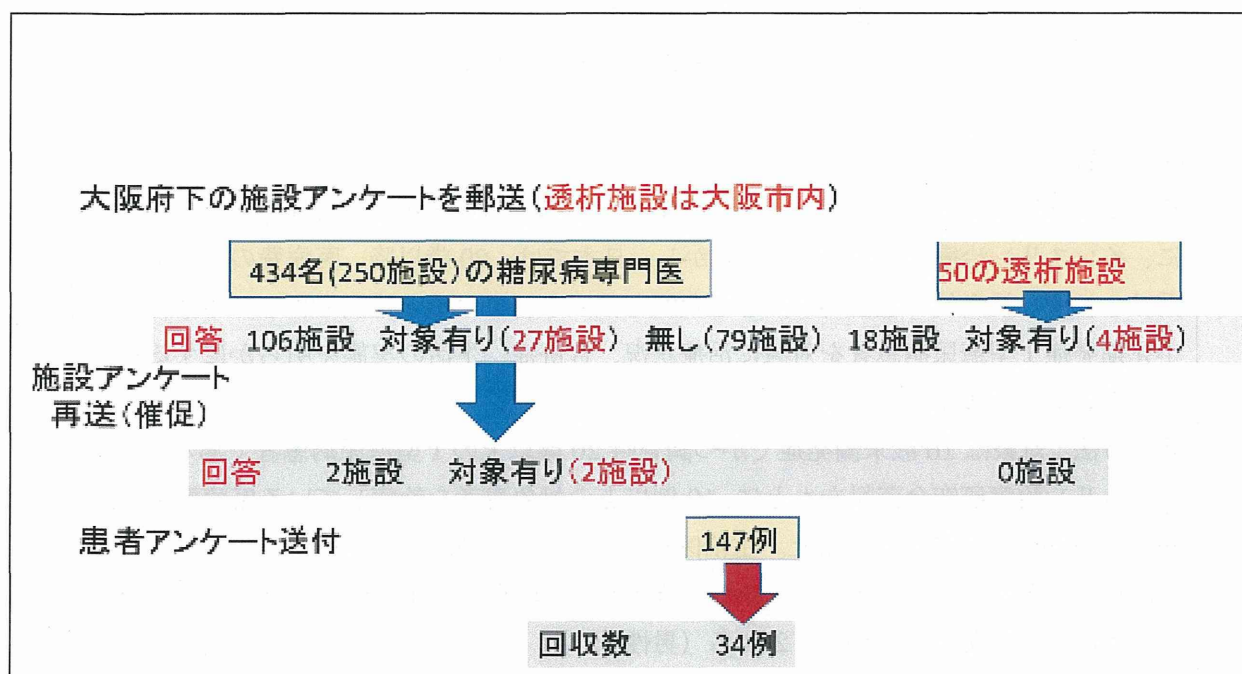 大阪府下の施設アンケートを郵送(透析施設は大阪市内)
434名(250施設)の糖尿病専門医
50の透析施設
回答 106施設 対象有り(27施設) 無し(79施設) 18施設 対象有り(4施設)
施設アンケート
再送(催促)
回答 2施設 対象有り(2施設) 0施設
患者アンケート送付
147例
回収数 34例